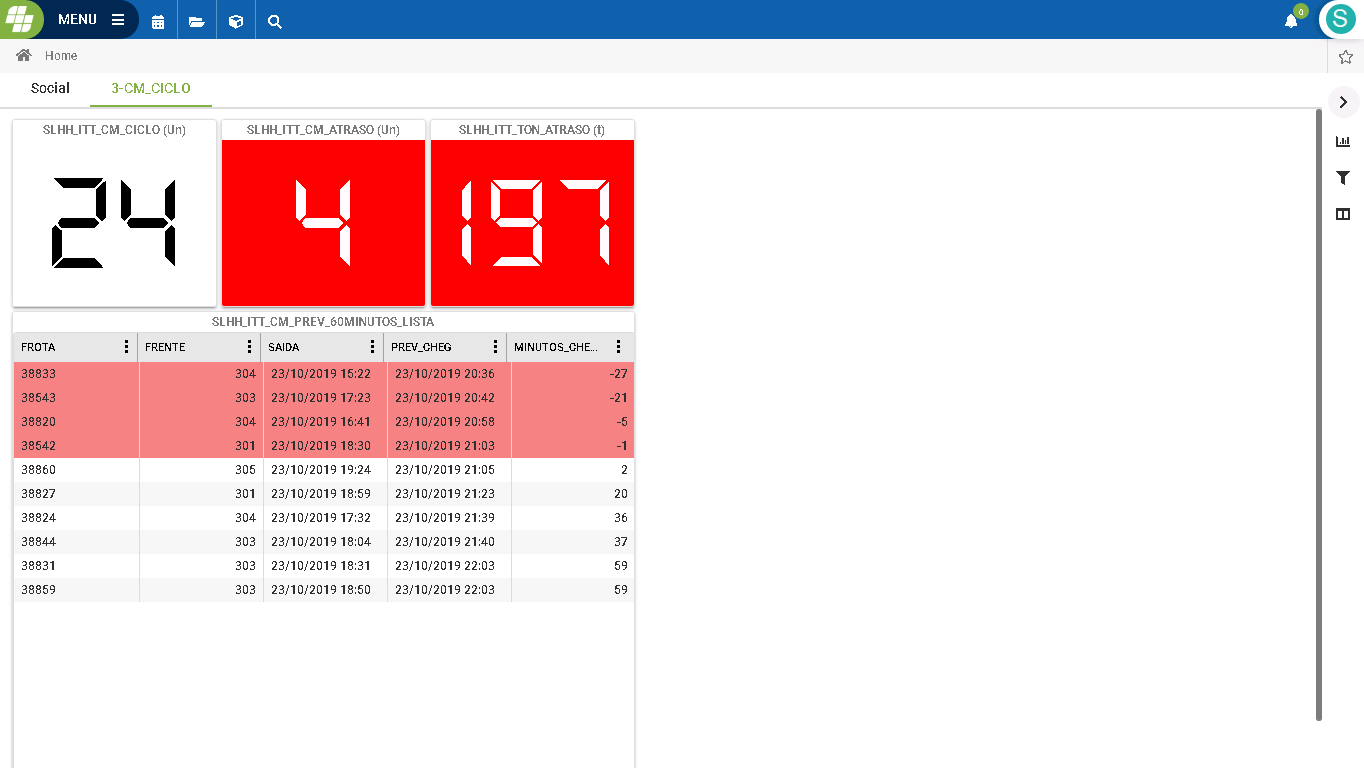 MENU
0
S
Home
Social 3-CM_CICLO
SLHH_ITT_CM_CICLO (Un) SLHH_ITT_CM_ATRASO (Un) SLHH_ITT_TON_ATRASO (t)
24 4 197
SLHH_ITT_CM_PREV_60MINUTOS_LISTA
FROTA FRENTE SAIDA PREV_CHEG MINUTOS_CHE...
38833 304 23/10/2019 15:22 23/10/2019 20:36 -27
38543 303 23/10/2019 17:23 23/10/2019 20:42 -21
38820 304 23/10/2019 16:41 23/10/2019 20:58 -5
38542 301 23/10/2019 18:30 23/10/2019 21:03 -1
38860 305 23/10/2019 19:24 23/10/2019 21:05 2
38827 301 23/10/2019 18:59 23/10/2019 21:23 20
38824 304 23/10/2019 17:32 23/10/2019 21:39 36
38844 303 23/10/2019 18:04 23/10/2019 21:40 37
38831 303 23/10/2019 18:31 23/10/2019 22:03 59
38859 303 23/10/2019 18:50 23/10/2019 22:03 59